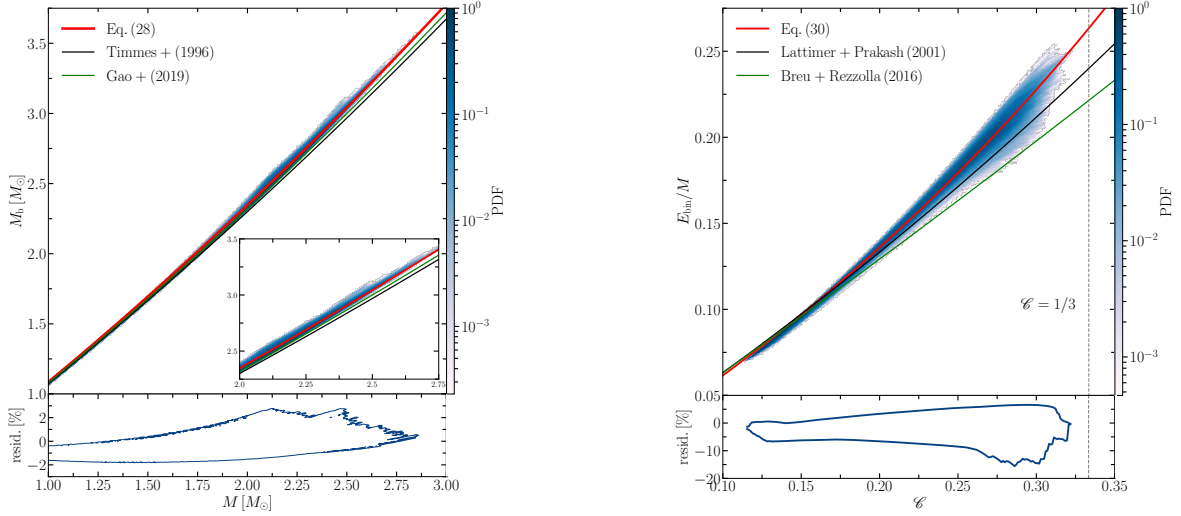 Eq. (28)
Timmes + (1996)
Gao + (2019)
M_b [M_⊙]
3.5
3.0
2.5
2.0
1.5
1.0
3.5
3.0
2.5
2.0 2.25 2.5 2.75
10^0
10^{-1}
10^{-2}
10^{-3}
PDF
resid. [%]
2
0
−2
1.00 1.25 1.50 1.75 2.00 2.25 2.50 2.75 3.00
M [M_⊙]
Eq. (30)
Lattimer + Prakash (2001)
Breu + Rezzolla (2016)
E_bin/M
0.25
0.20
0.15
0.10
0.05
𝒞 = 1/3
10^0
10^{-1}
10^{-2}
10^{-3}
PDF
resid. [%]
0.05
0
−10
−20
0.10 0.15 0.20 0.25 0.30 0.35
𝒞